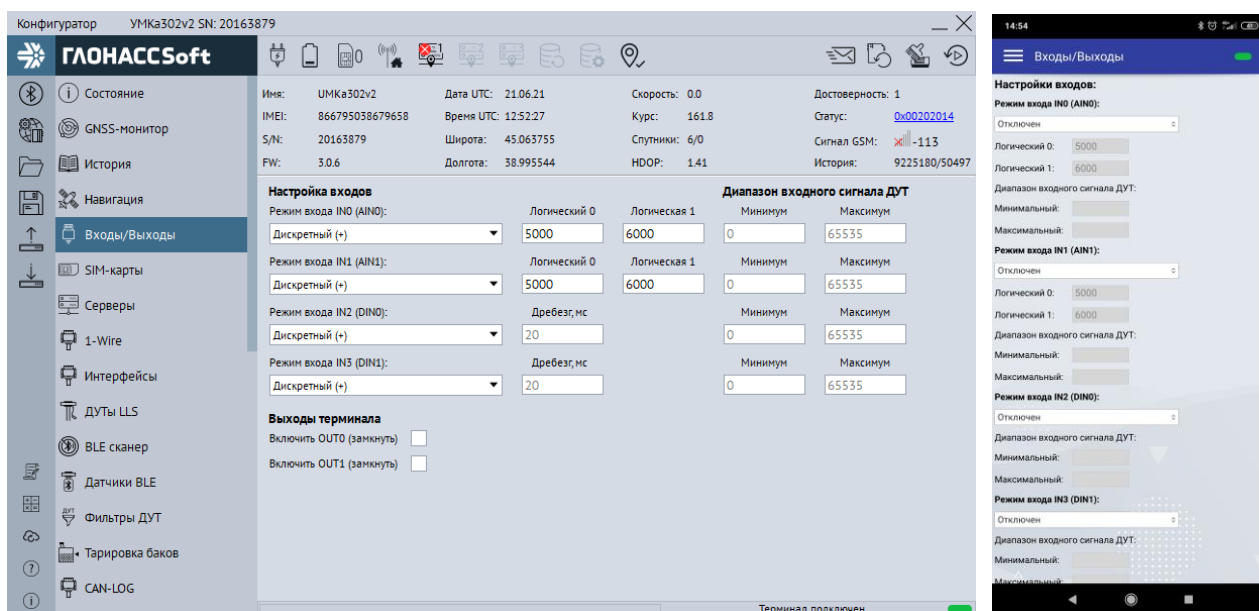 Конфигуратор УМКа302v2 SN: 20163879
ГЛОНАССSoft
0
1
Состояние
GNSS-монитор
История
Навигация
Входы/Выходы
SIM-карты
Серверы
1-Wire
Интерфейсы
ДУТы LLS
BLE сканер
Датчики BLE
Фильтры ДУТ
Тарировка баков
CAN-LOG
Имя: UMKa302v2 Дата UTC: 21.06.21 Скорость: 0.0 Достоверность: 1
IMEI: 866795038679658 Время UTC: 12:52:27 Курс: 161.8 Статус: 0x00202014
S/N: 20163879 Широта: 45.063755 Спутники: 6/0 Сигнал GSM: -113
FW: 3.0.6 Долгота: 38.995544 HDOP: 1.41 История: 9225180/50497
Настройка входов Диапазон входного сигнала ДУТ
Режим входа IN0 (AIN0): Логический 0 Логическая 1 Минимум Максимум
Дискретный (+) 5000 6000 0 65535
Режим входа IN1 (AIN1): Логический 0 Логическая 1 Минимум Максимум
Дискретный (+) 5000 6000 0 65535
Режим входа IN2 (DIN0): Дребезг, мс Минимум Максимум
Дискретный (+) 20 0 65535
Режим входа IN3 (DIN1): Дребезг, мс Минимум Максимум
Дискретный (+) 20 0 65535
Выходы терминала
Включить OUT0 (замкнуть)
Включить OUT1 (замкнуть)
Терминал подключен
14:54
Входы/Выходы
Настройки входов:
Режим входа IN0 (AIN0):
Отключен
Логический 0: 5000
Логический 1: 6000
Диапазон входного сигнала ДУТ:
Минимальный:
Максимальный:
Режим входа IN1 (AIN1):
Отключен
Логический 0: 5000
Логический 1: 6000
Диапазон входного сигнала ДУТ:
Минимальный:
Максимальный:
Режим входа IN2 (DIN0):
Отключен
Диапазон входного сигнала ДУТ:
Минимальный:
Максимальный:
Режим входа IN3 (DIN1):
Отключен
Диапазон входного сигнала ДУТ:
Минимальный:
Максимальный: